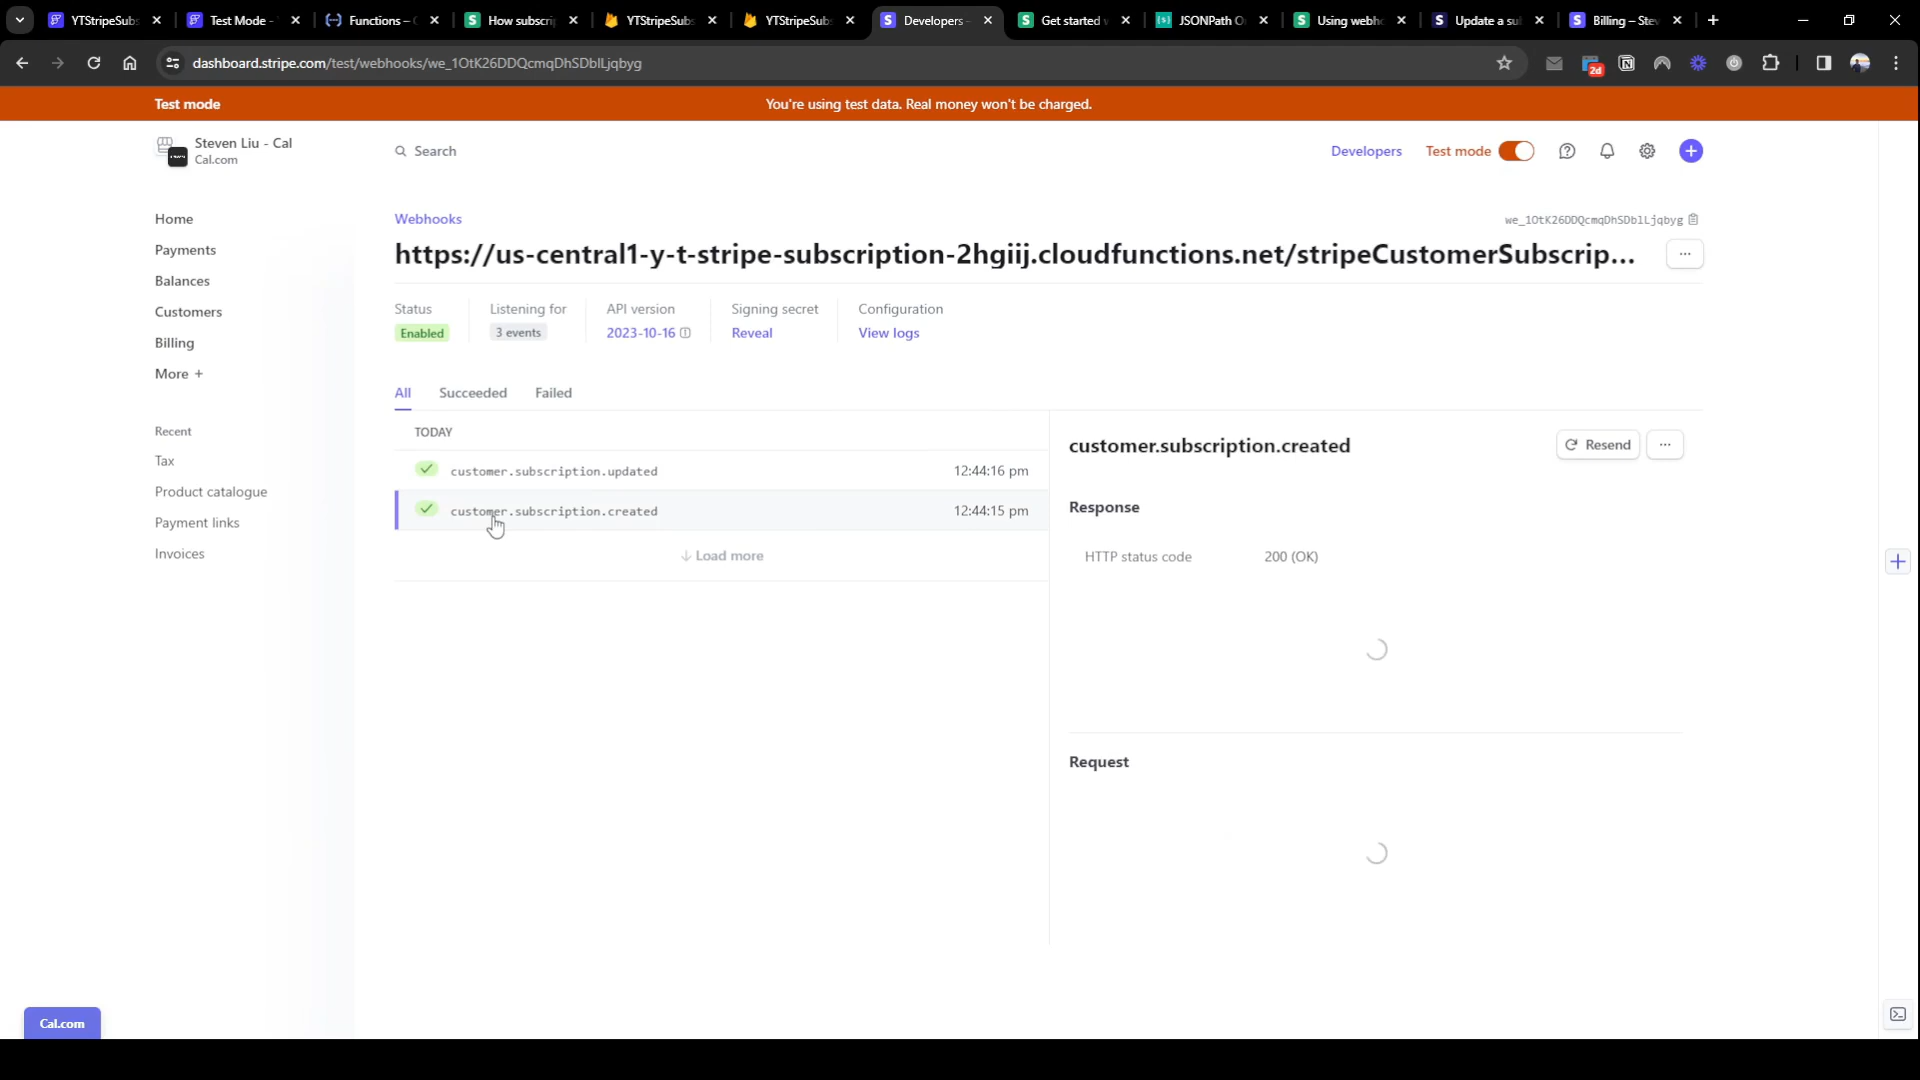 YTStripeSubs
Test Mode -
Functions –
How subscri
YTStripeSubs
YTStripeSubs
Developers -
Get started
JSONPath O
Using webh
Update a su
Billing – Ste
dashboard.stripe.com/test/webhooks/we_1OtK26DDQcmqDhSDblLjqbyg
2d
Test mode
You're using test data. Real money won't be charged.
Steven Liu - Cal
Cal.com
Search
Developers
Test mode
Home
Payments
Balances
Customers
Billing
More +
Recent
Tax
Product catalogue
Payment links
Invoices
Webhooks
we_1OtK26DDQcmqDhSDblLjqbyg
https://us-central1-y-t-stripe-subscription-2hgiij.cloudfunctions.net/stripeCustomerSubscrip...
Status
Enabled
Listening for
3 events
API version
2023-10-16
Signing secret
Reveal
Configuration
View logs
All
Succeeded
Failed
TODAY
customer.subscription.updated
12:44:16 pm
customer.subscription.created
12:44:15 pm
Load more
customer.subscription.created
Resend
Response
HTTP status code
200 (OK)
Request
Cal.com